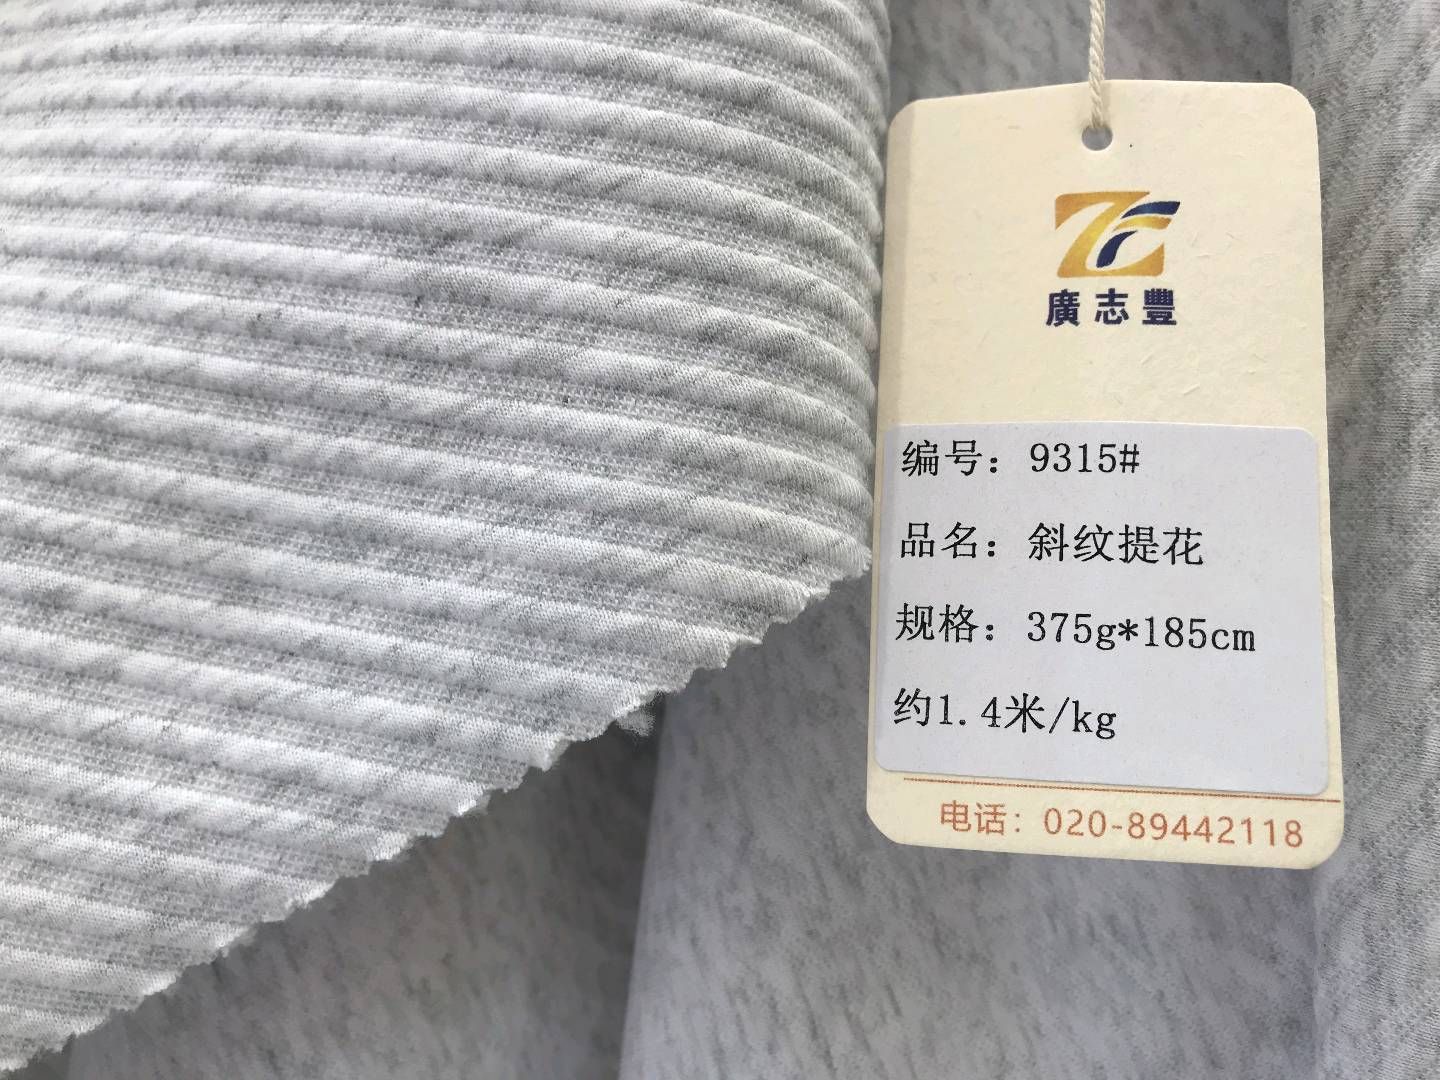 廣志豐
编号：9315#
品名：斜纹提花
规格：375g*185cm
约1.4米/kg
电话：020-89442118